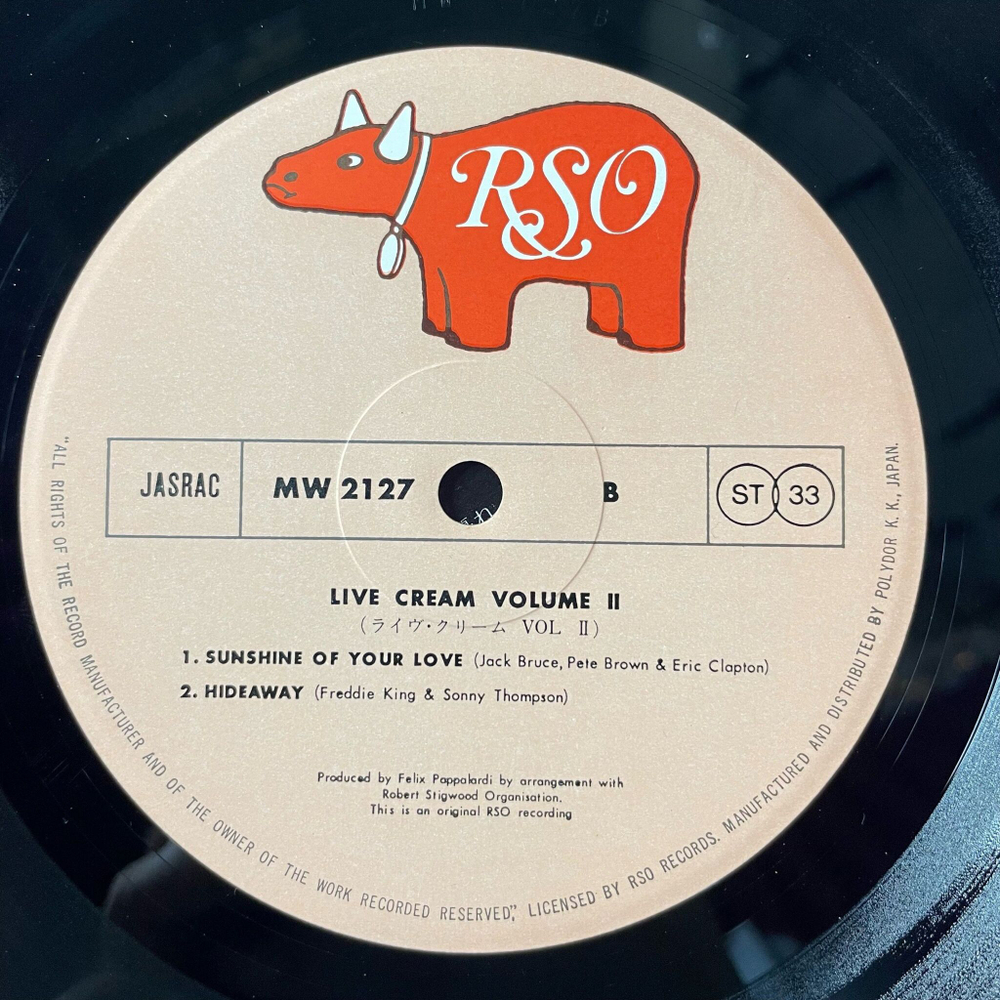 RSO
JASRAC
MW 2127
B
ST 33
LIVE CREAM VOLUME II
(ライヴ・クリーム VOL II)
1. SUNSHINE OF YOUR LOVE (Jack Bruce, Pete Brown & Eric Clapton)
2. HIDEAWAY (Freddie King & Sonny Thompson)
Produced by Felix Pappalardi by arrangement with
Robert Stigwood Organisation.
This is an original RSO recording
"ALL RIGHTS OF THE RECORD MANUFACTURER AND OF THE OWNER OF THE WORK RECORDED RESERVED," LICENSED BY RSO RECORDS. MANUFACTURED AND DISTRIBUTED BY POLYDOR K. K., JAPAN.